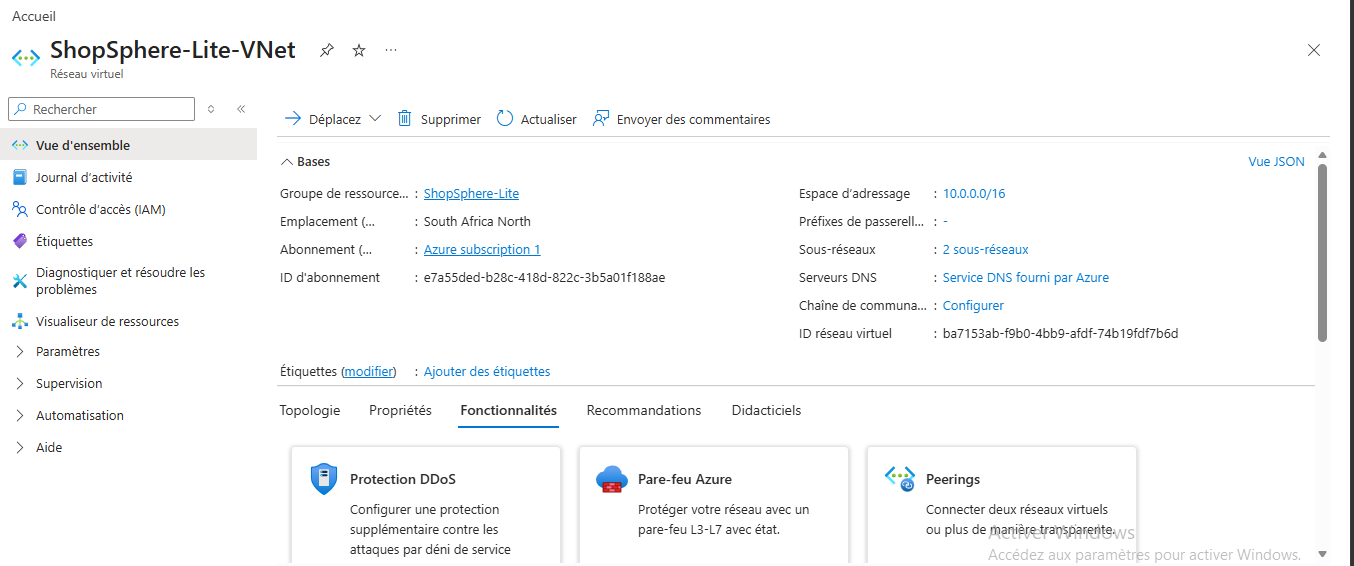 Accueil
ShopSphere-Lite-VNet
Réseau virtuel
Rechercher
Vue d'ensemble
Journal d'activité
Contrôle d'accès (IAM)
Étiquettes
Diagnostiquer et résoudre les
problèmes
Visualiseur de ressources
Paramètres
Supervision
Automatisation
Aide
Déplacez Supprimer Actualiser Envoyer des commentaires
Bases Vue JSON
Groupe de ressource... : ShopSphere-Lite
Emplacement (... : South Africa North
Abonnement (... : Azure subscription 1
ID d'abonnement : e7a55ded-b28c-418d-822c-3b5a01f188ae
Espace d'adressage : 10.0.0.0/16
Préfixes de passerell... : -
Sous-réseaux : 2 sous-réseaux
Serveurs DNS : Service DNS fourni par Azure
Chaîne de communa... : Configurer
ID réseau virtuel : ba7153ab-f9b0-4bb9-afdf-74b19fdf7b6d
Étiquettes (modifier) : Ajouter des étiquettes
Topologie Propriétés Fonctionnalités Recommandations Didacticiels
Protection DDoS
Configurer une protection
supplémentaire contre les
attaques par déni de service
Pare-feu Azure
Protéger votre réseau avec un
pare-feu L3-L7 avec état.
Peerings
Connecter deux réseaux virtuels
ou plus de manière transparente.
Activer Windows
Accédez aux paramètres pour activer Windows.